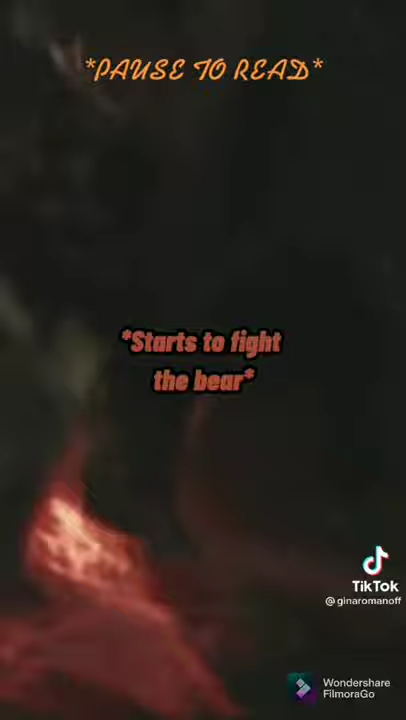 *PAUSE TO READ*
*Starts to fight
the bear*
TikTok
@ginaromanoff
Wondershare
FilmoraGo